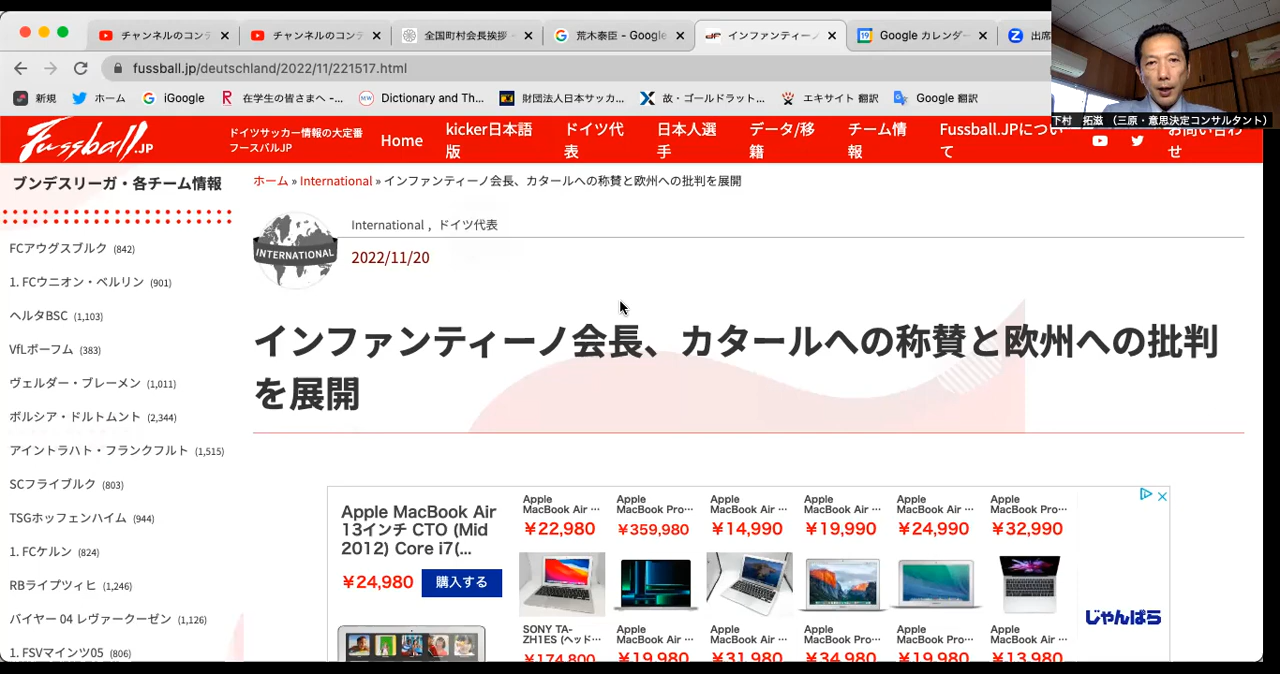 チャンネルのコンテ
チャンネルのコンテ
全国町村会長挨拶 -
荒木泰臣 - Google
インファンティーノ
Google カレンダー
出席
fussball.jp/deutschland/2022/11/221517.html
新規
ホーム
iGoogle
在学生の皆さまへ -...
Dictionary and Th...
財団法人日本サッカ...
故・ゴールドラット...
エキサイト 翻訳
Google 翻訳
下村 拓滋 （三原・意思決定コンサルタント）
Fussball.JP
ドイツサッカー情報の大定番
フースバルJP
Home
kicker日本語
版
ドイツ代
表
日本人選
手
データ/移
籍
チーム情
報
Fussball.JPについ
て
お問い合わ
せ
ブンデスリーガ・各チーム情報
FCアウグスブルク (842)
1. FCウニオン・ベルリン (901)
ヘルタBSC (1,103)
VfLボーフム (383)
ヴェルダー・ブレーメン (1,011)
ボルシア・ドルトムント (2,344)
アイントラハト・フランクフルト (1,515)
SCフライブルク (803)
TSGホッフェンハイム (944)
1. FCケルン (824)
RBライプツィヒ (1,246)
バイヤー 04 レヴァークーゼン (1,126)
1. FSVマインツ05 (806)
ホーム » International » インファンティーノ会長、カタールへの称賛と欧州への批判を展開
INTERNATIONAL
International , ドイツ代表
2022/11/20
インファンティーノ会長、カタールへの称賛と欧州への批判
を展開
Apple MacBook Air
13インチ CTO (Mid
2012) Core i7(...
¥24,980
購入する
Apple
MacBook Air ...
¥22,980
Apple
MacBook Pro...
¥359,980
Apple
MacBook Air ...
¥14,990
Apple
MacBook Air ...
¥19,990
Apple
MacBook Air ...
¥24,990
Apple
MacBook Pro...
¥32,990
SONY TA-
ZH1ES (ヘッド...
¥174,800
Apple
MacBook Air ...
¥19,980
Apple
MacBook Air ...
¥31,980
Apple
MacBook Pro...
¥34,980
Apple
MacBook Pro...
¥19,980
Apple
MacBook Air ...
¥13,980
じゃんぱら